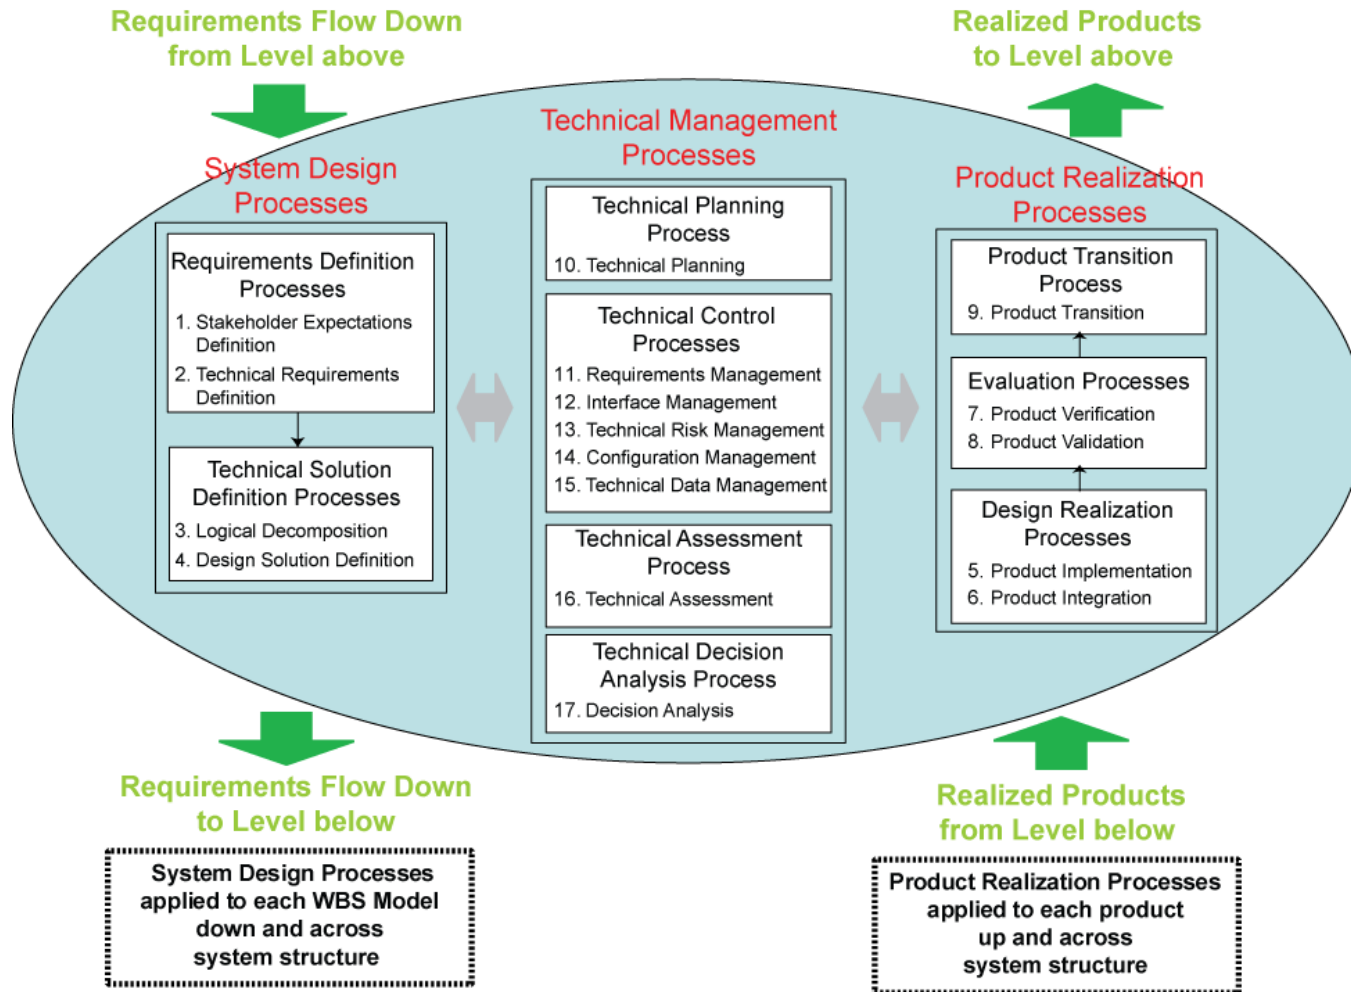 Requirements Flow Down
from Level above
Realized Products
to Level above
System Design
Processes
Requirements Definition
Processes
1. Stakeholder Expectations
Definition
2. Technical Requirements
Definition
Technical Solution
Definition Processes
3. Logical Decomposition
4. Design Solution Definition
Technical Management
Processes
Technical Planning
Process
10. Technical Planning
Technical Control
Processes
11. Requirements Management
12. Interface Management
13. Technical Risk Management
14. Configuration Management
15. Technical Data Management
Technical Assessment
Process
16. Technical Assessment
Technical Decision
Analysis Process
17. Decision Analysis
Product Realization
Processes
Product Transition
Process
9. Product Transition
Evaluation Processes
7. Product Verification
8. Product Validation
Design Realization
Processes
5. Product Implementation
6. Product Integration
Requirements Flow Down
to Level below
System Design Processes
applied to each WBS Model
down and across
system structure
Realized Products
from Level below
Product Realization Processes
applied to each product
up and across
system structure